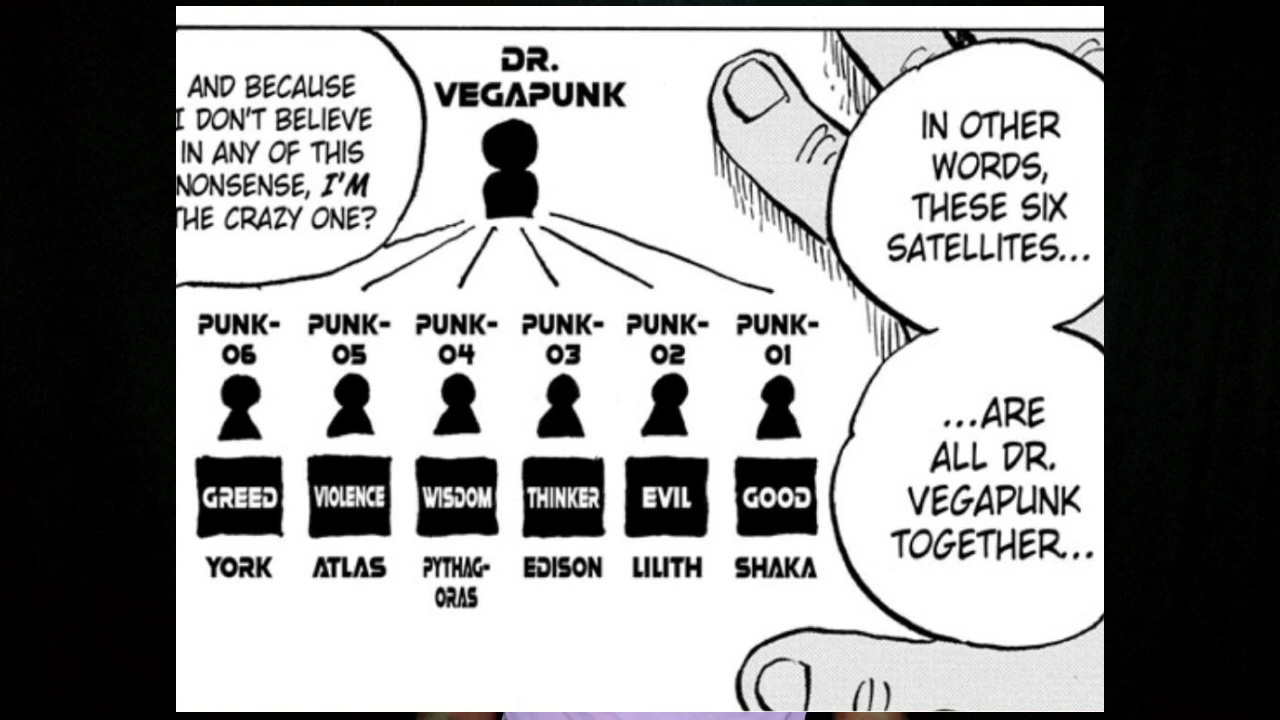 AND BECAUSE
I DON'T BELIEVE
IN ANY OF THIS
NONSENSE, I'M
THE CRAZY ONE?
DR.
VEGAPUNK
IN OTHER
WORDS,
THESE SIX
SATELLITES...
PUNK-
06
PUNK-
05
PUNK-
04
PUNK-
03
PUNK-
02
PUNK-
01
GREED
VIOLENCE
WISDOM
THINKER
EVIL
GOOD
YORK
ATLAS
PYTHAG-
ORAS
EDISON
LILITH
SHAKA
...ARE
ALL DR.
VEGAPUNK
TOGETHER...